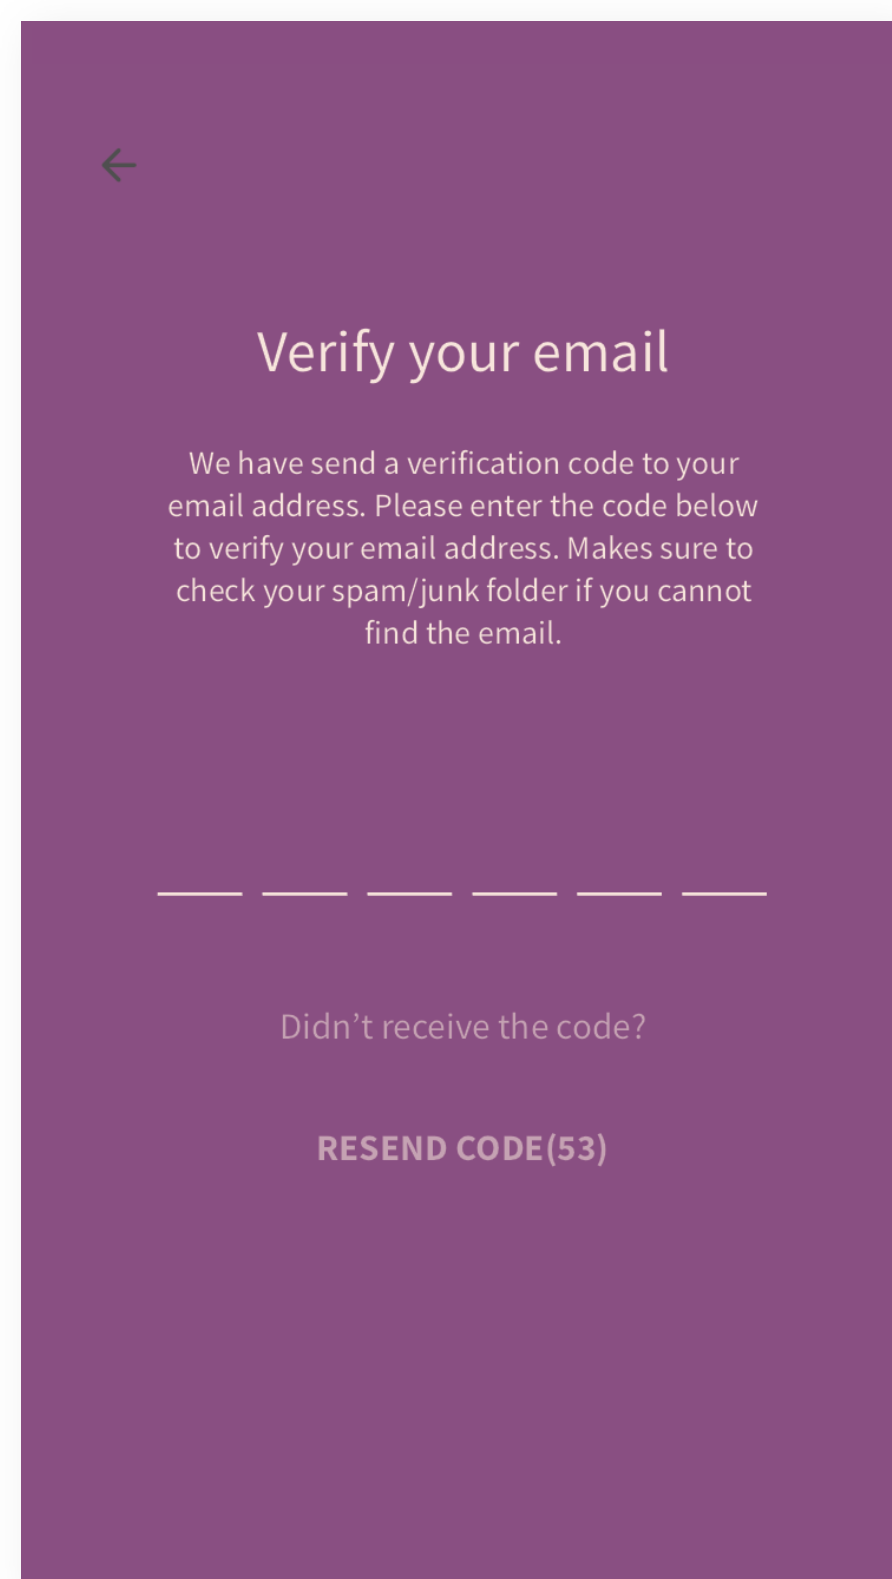 Verify your email
We have send a verification code to your
email address. Please enter the code below
to verify your email address. Makes sure to
check your spam/junk folder if you cannot
find the email.
Didn’t receive the code?
RESEND CODE(53)